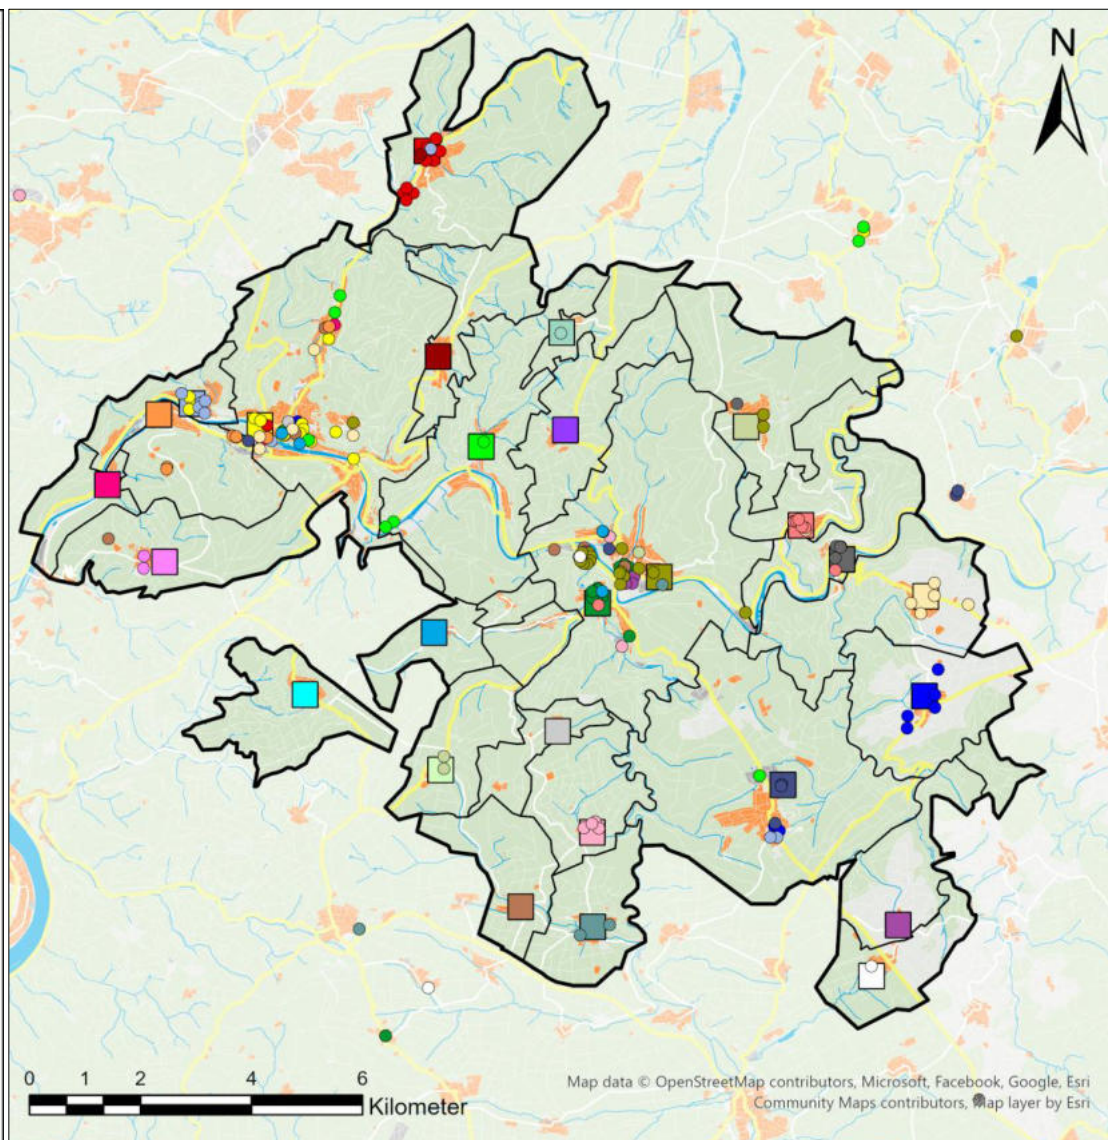 N
0 1 2 4 6
Kilometer
Map data © OpenStreetMap contributors, Microsoft, Facebook, Google, Esri
Community Maps contributors, Map layer by Esri